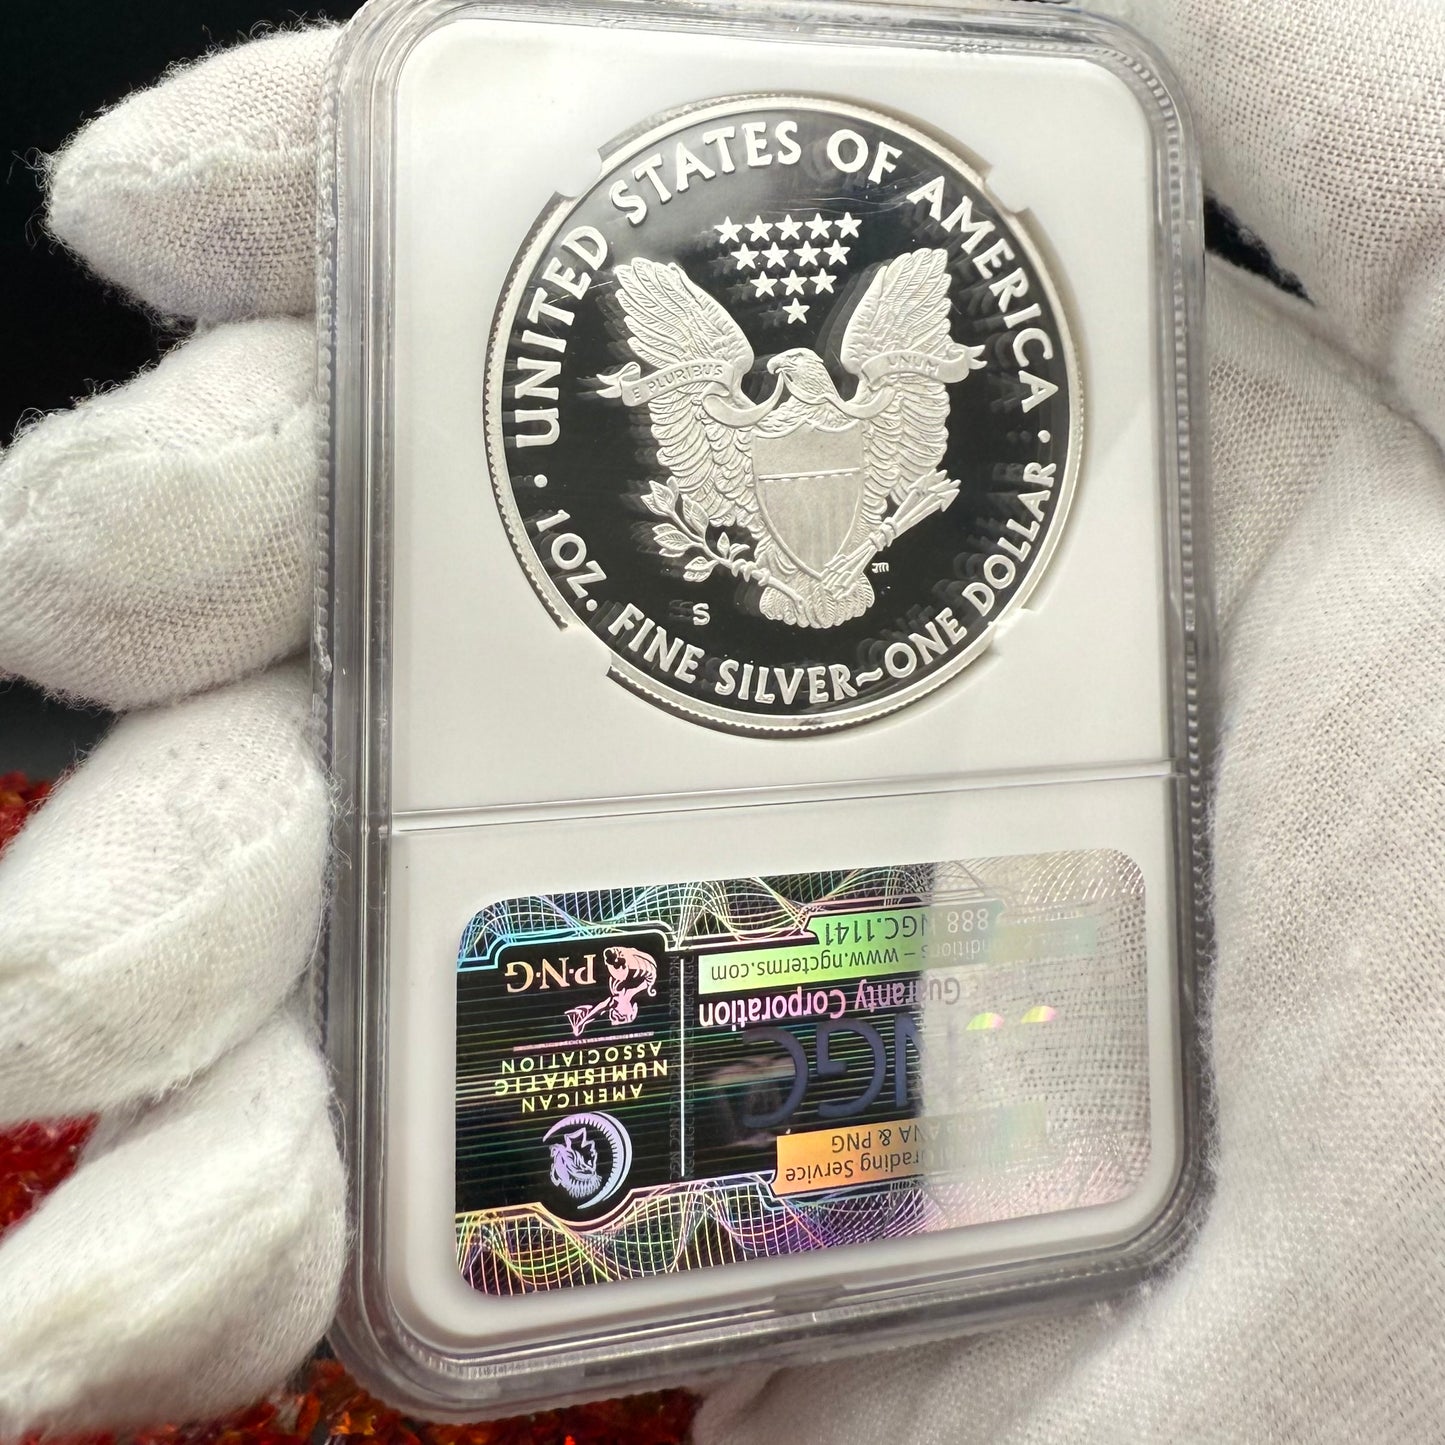 UNITED STATES OF AMERICA
E PLURIBUS UNUM
S
1 OZ. FINE SILVER~ONE DOLLAR
rading Service
ANA & PNG
NGC
Guaranty Corporation
www.ngcterms.com
888 NGC.1141
AMERICAN
NUMISMATIC
ASSOCIATION
P·N·G